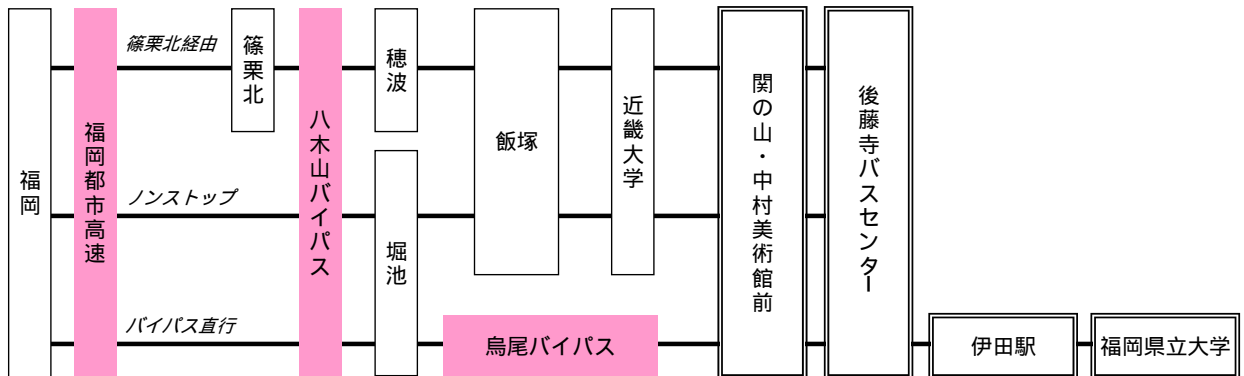 福岡
福岡都市高速
篠栗北経由
ノンストップ
バイパス直行
篠栗北
八木山バイパス
穂波
堀池
飯塚
烏尾バイパス
近畿大学
関の山・中村美術館前
後藤寺バスセンター
伊田駅
福岡県立大学